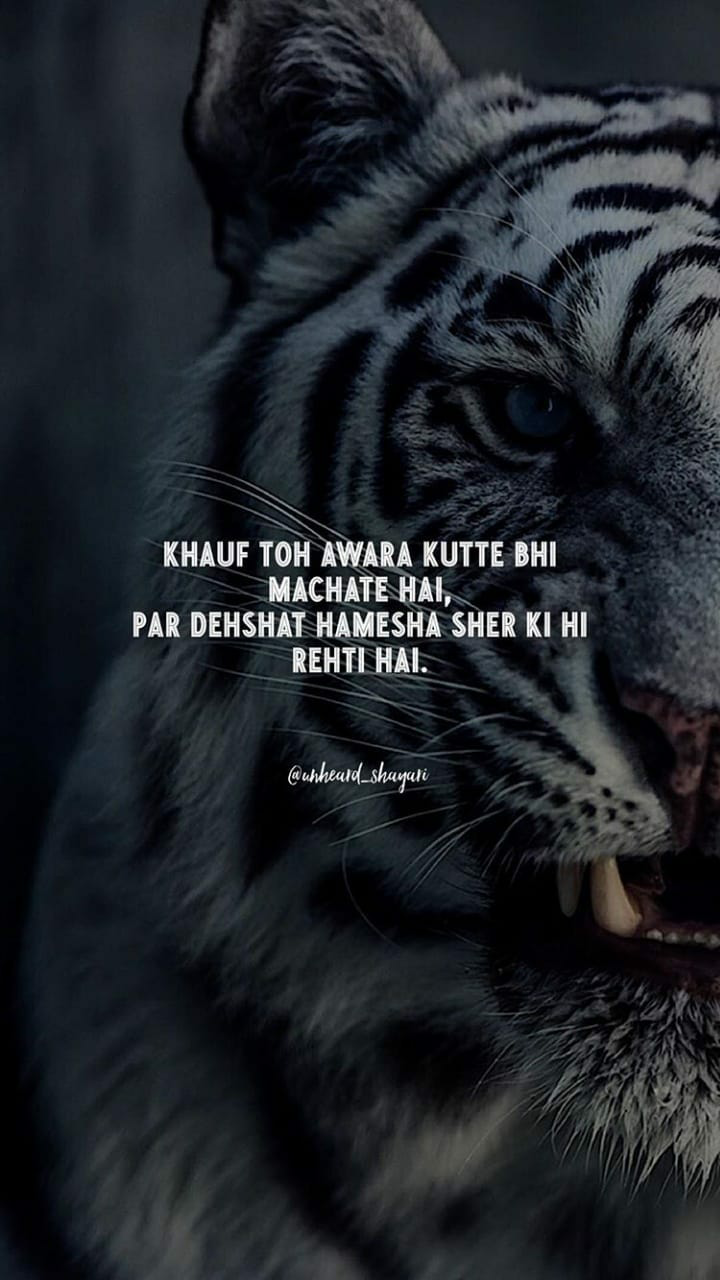 KHAUF TOH AWARA KUTTE BHI
MACHATE HAI,
PAR DEHSHAT HAMESHA SHER KI HI
REHTI HAI.
@unheard_shayari